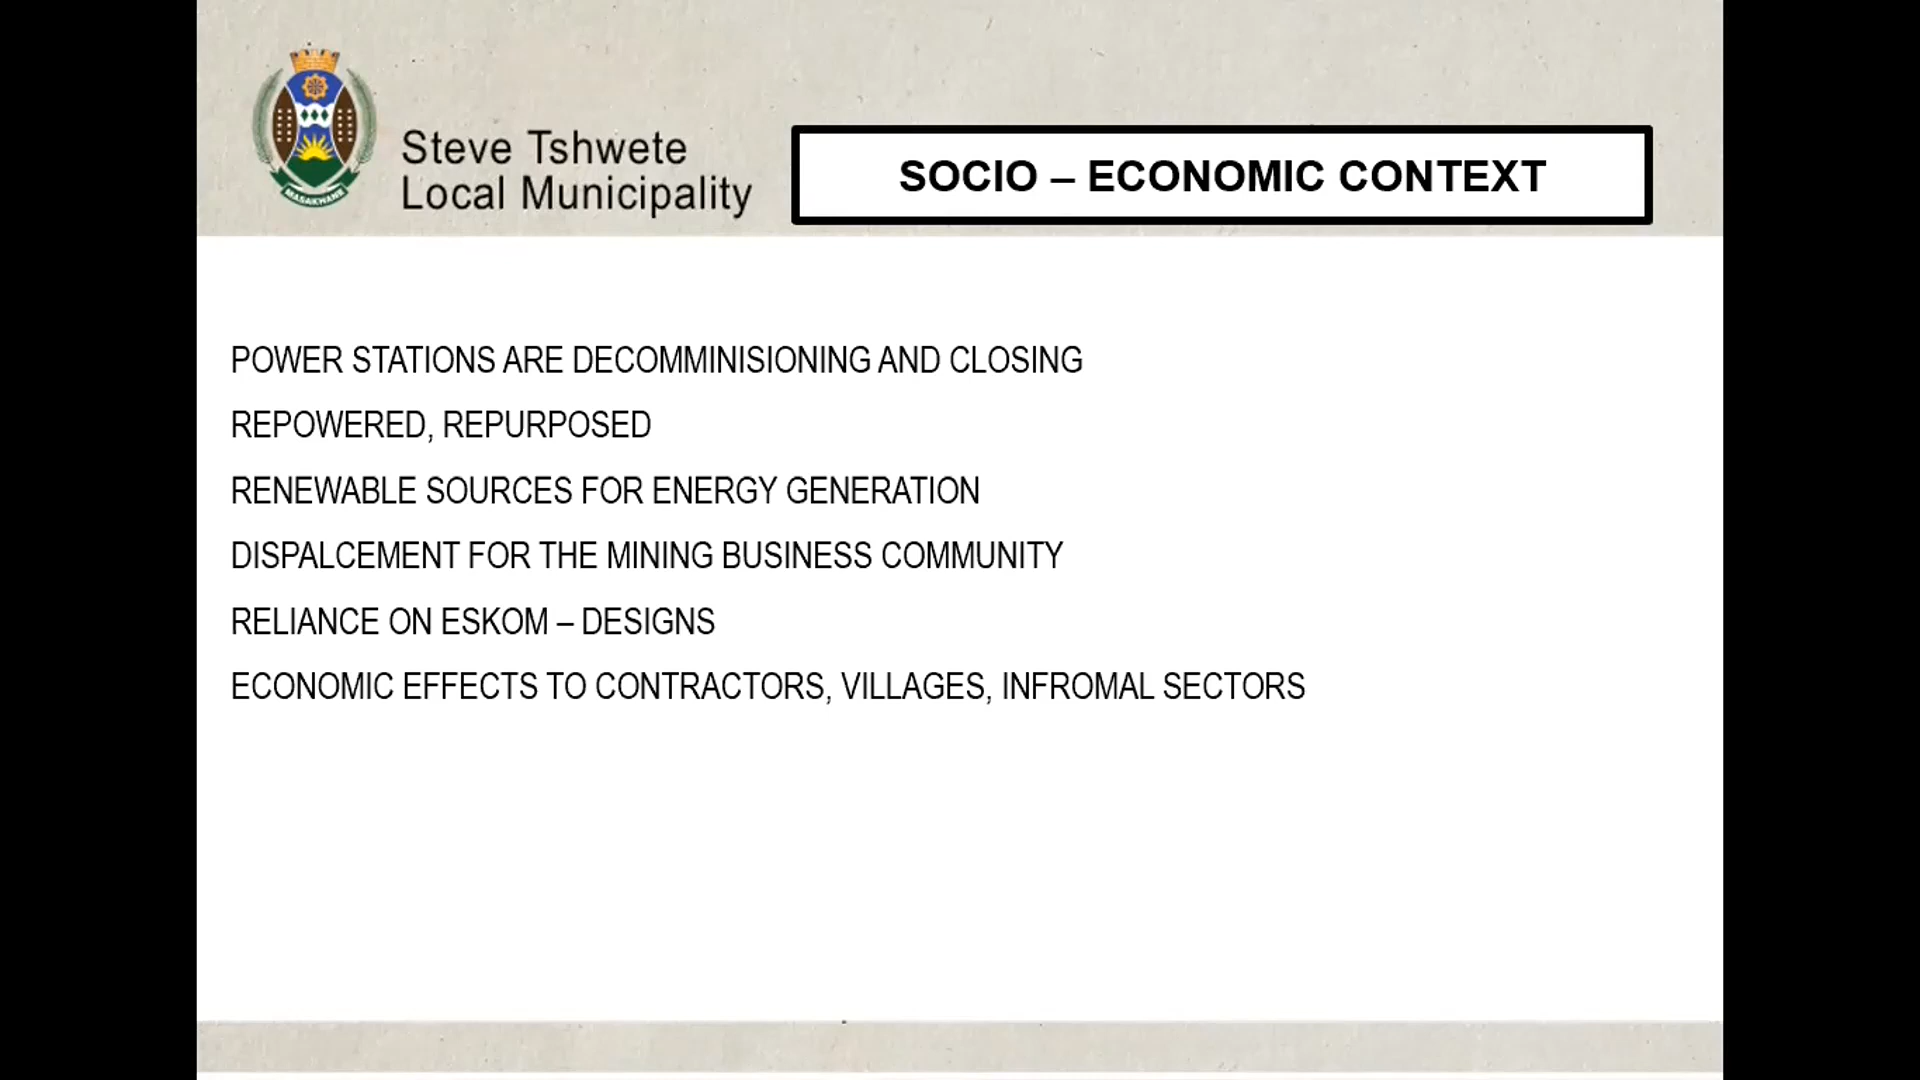 MASAKWANE
Steve Tshwete
Local Municipality
SOCIO – ECONOMIC CONTEXT
POWER STATIONS ARE DECOMMINISIONING AND CLOSING
REPOWERED, REPURPOSED
RENEWABLE SOURCES FOR ENERGY GENERATION
DISPALCEMENT FOR THE MINING BUSINESS COMMUNITY
RELIANCE ON ESKOM – DESIGNS
ECONOMIC EFFECTS TO CONTRACTORS, VILLAGES, INFROMAL SECTORS